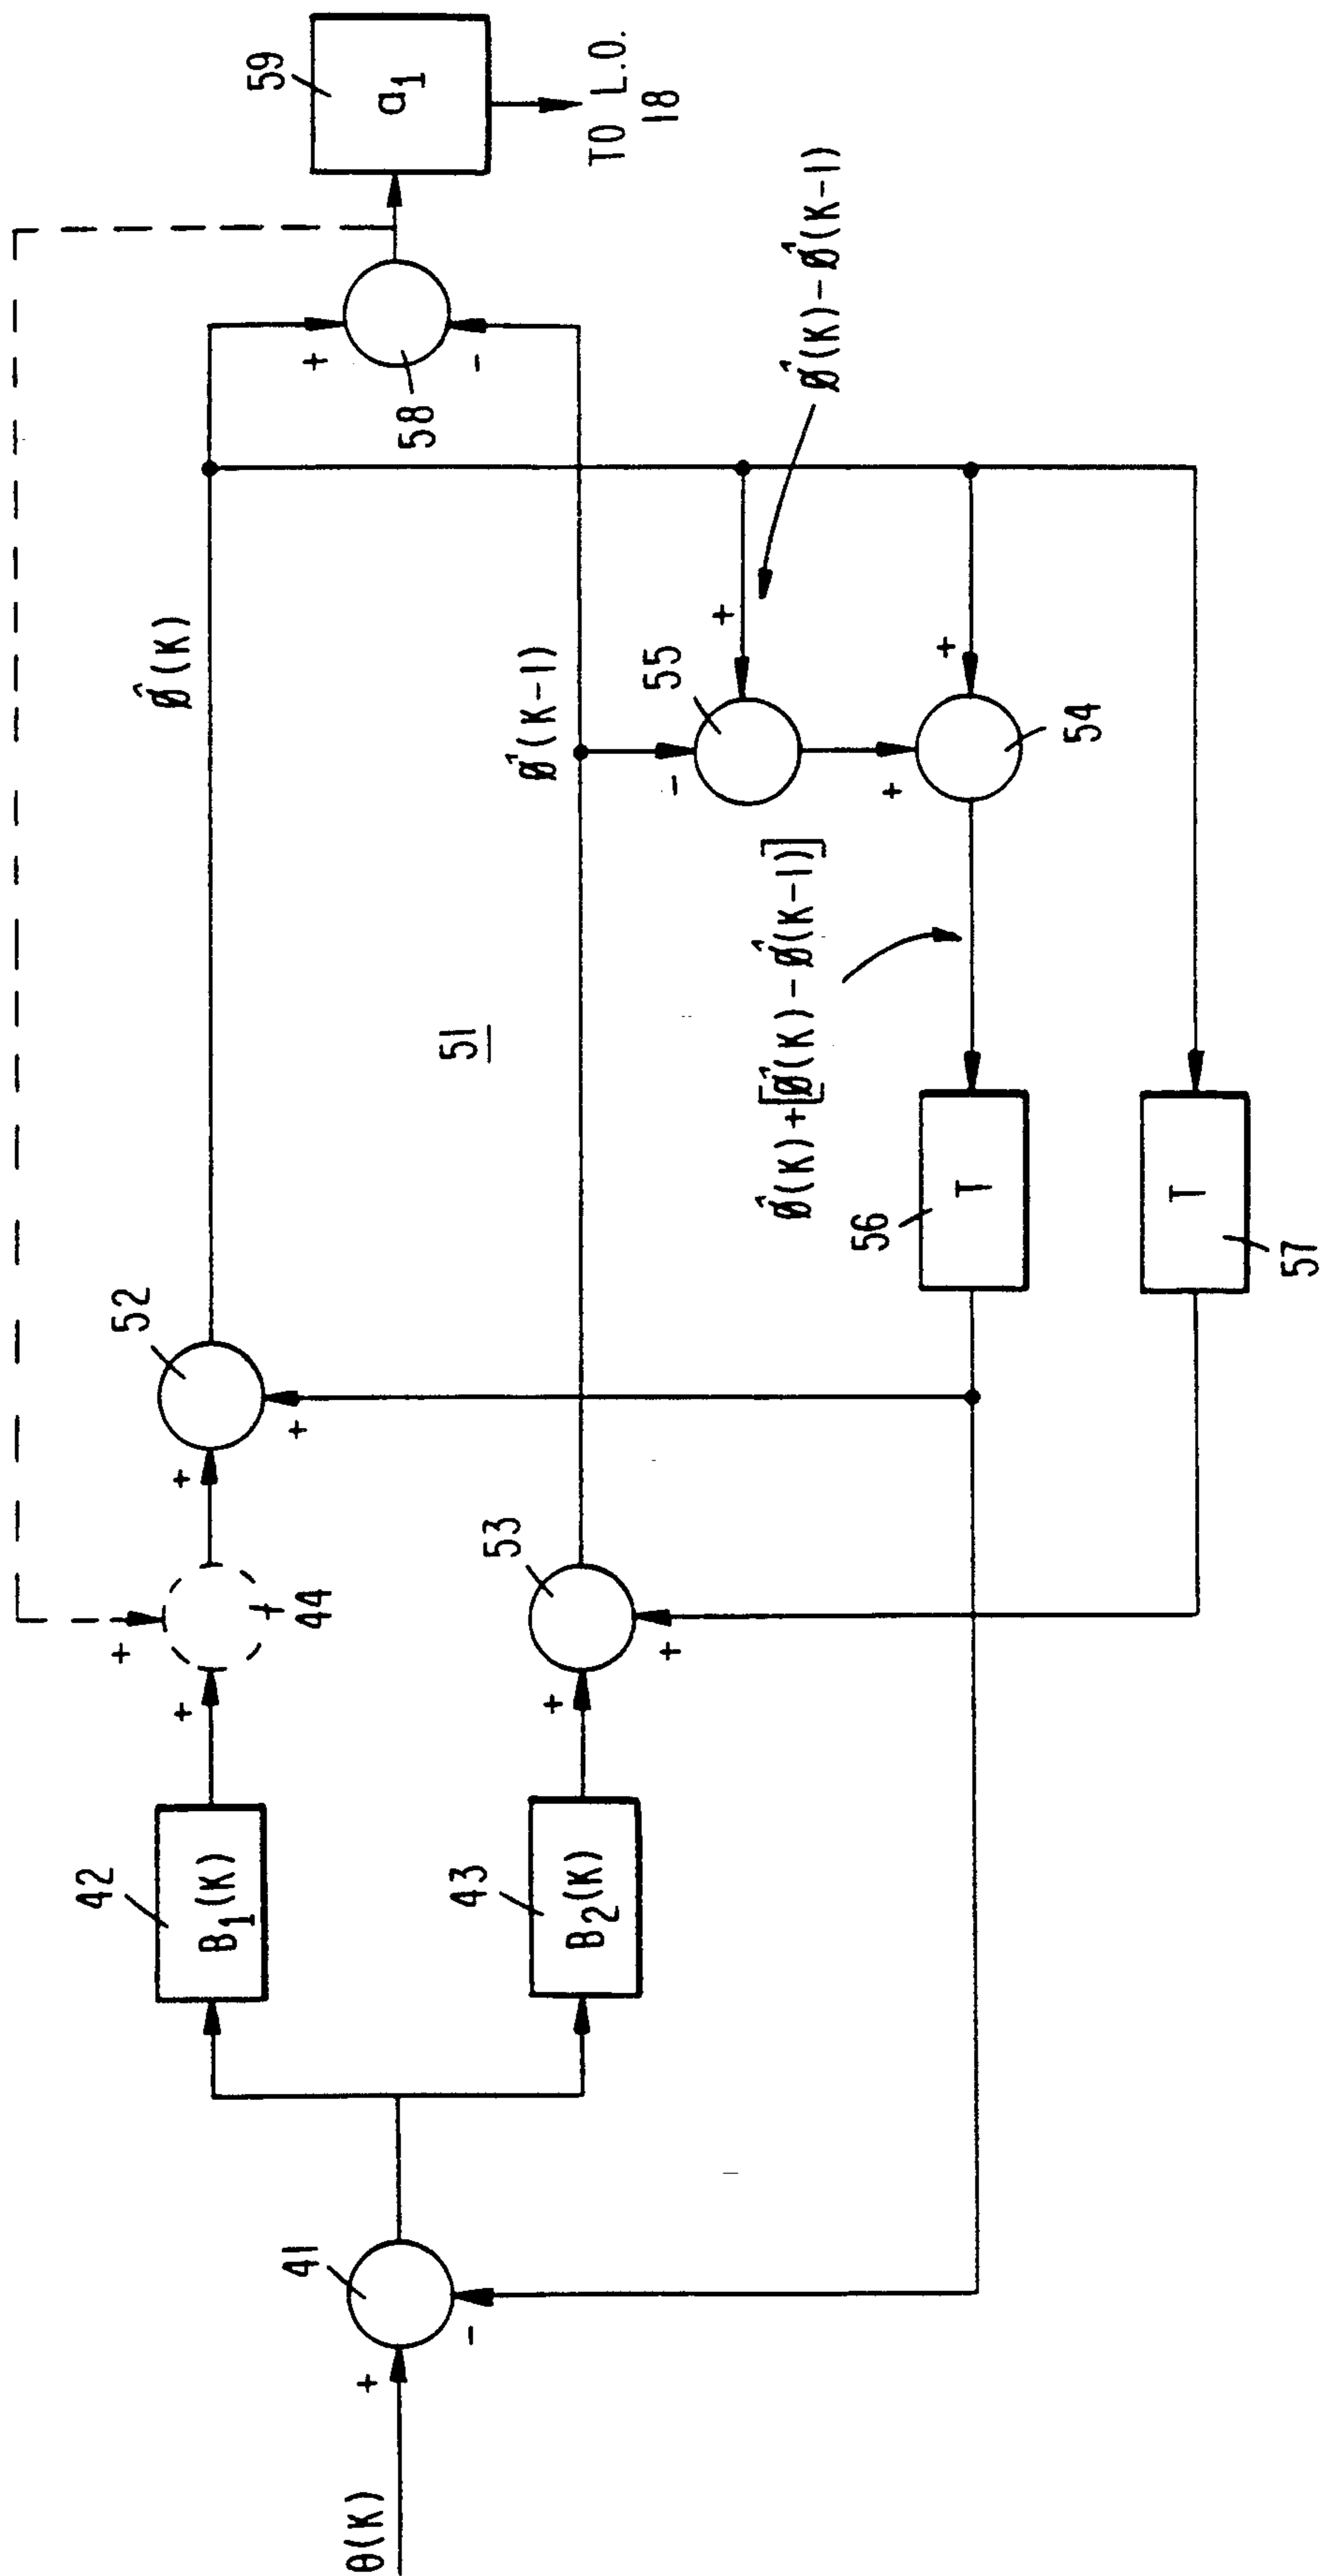 59
a1
TO L.O.
18
+
-
58
ø̂(K)
ø̂'(K-1)
ø̂'(K)-ø̂'(K-1)
+
-
55
+
+
54
ø̂(K)+[ø̂'(K)-ø̂'(K-1)]
51
T
56
T
57
52
+
+
53
+
+
44
+
+
42
B1(K)
43
B2(K)
41
+
-
θ(K)